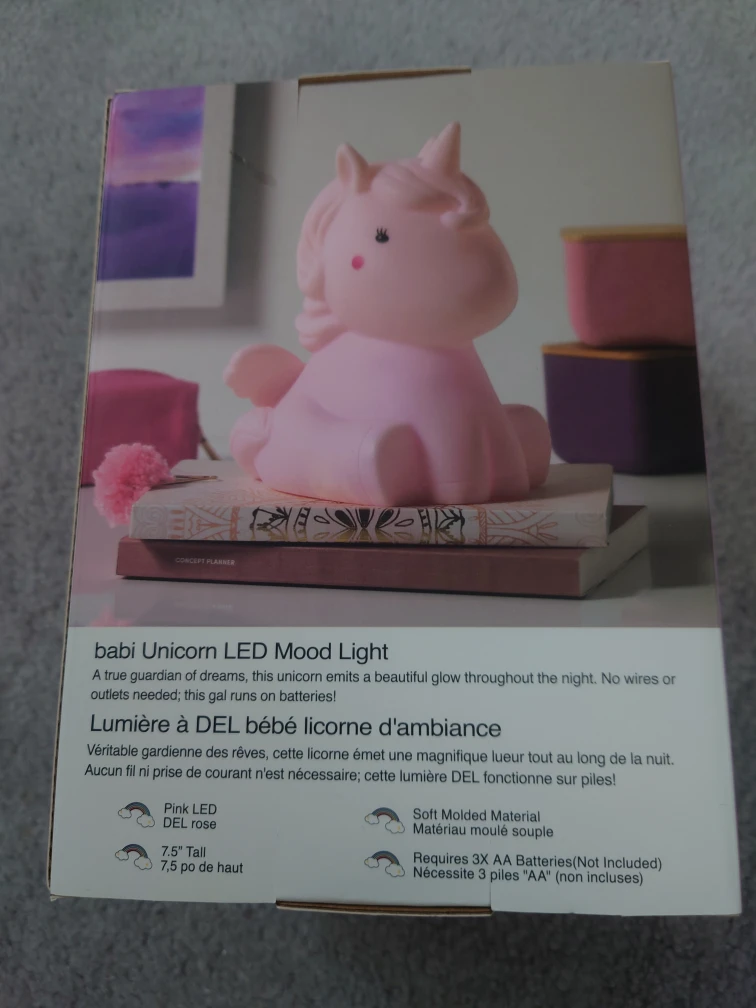 CONCEPT PLANNER
babi Unicorn LED Mood Light
A true guardian of dreams, this unicorn emits a beautiful glow throughout the night. No wires or
outlets needed; this gal runs on batteries!
Lumière à DEL bébé licorne d'ambiance
Véritable gardienne des rêves, cette licorne émet une magnifique lueur tout au long de la nuit.
Aucun fil ni prise de courant n'est nécessaire; cette lumière DEL fonctionne sur piles!
Pink LED
DEL rose
Soft Molded Material
Matériau moulé souple
7.5" Tall
7,5 po de haut
Requires 3X AA Batteries(Not Included)
Nécessite 3 piles "AA" (non incluses)